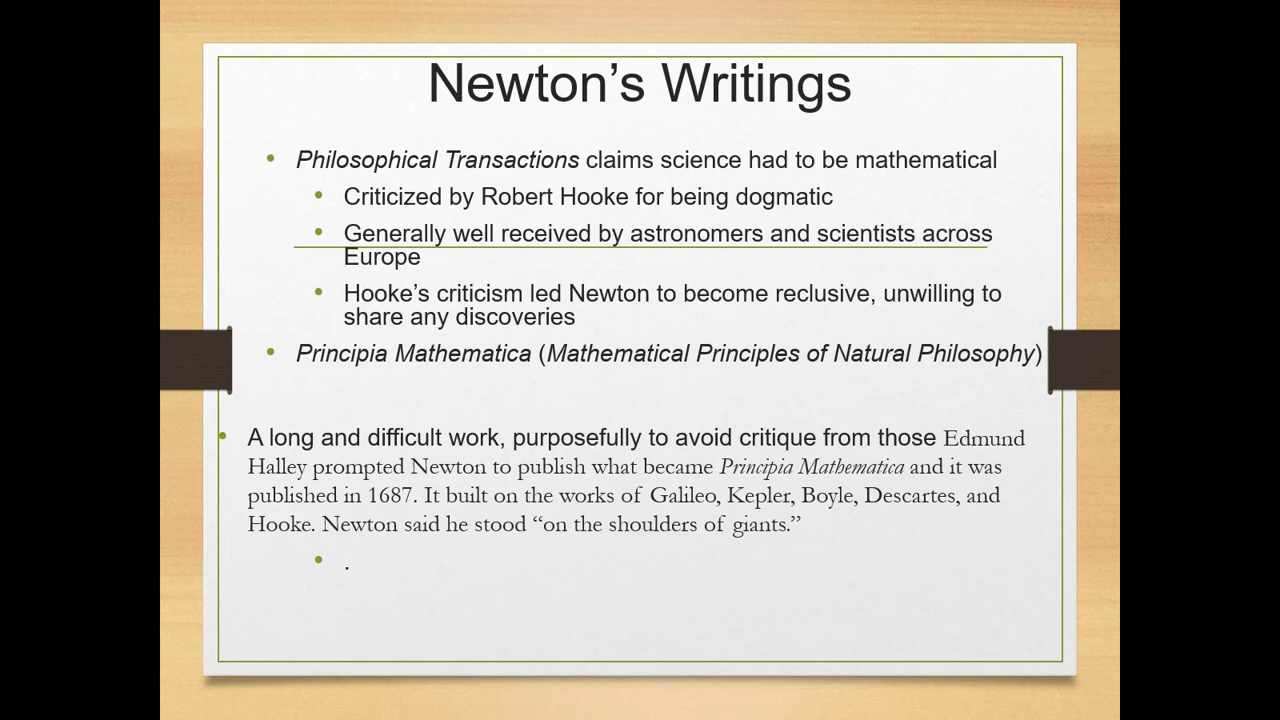 Newton’s Writings
• Philosophical Transactions claims science had to be mathematical
• Criticized by Robert Hooke for being dogmatic
• Generally well received by astronomers and scientists across
Europe
• Hooke’s criticism led Newton to become reclusive, unwilling to
share any discoveries
• Principia Mathematica (Mathematical Principles of Natural Philosophy)
• A long and difficult work, purposefully to avoid critique from those Edmund
Halley prompted Newton to publish what became Principia Mathematica and it was
published in 1687. It built on the works of Galileo, Kepler, Boyle, Descartes, and
Hooke. Newton said he stood “on the shoulders of giants.”
• .